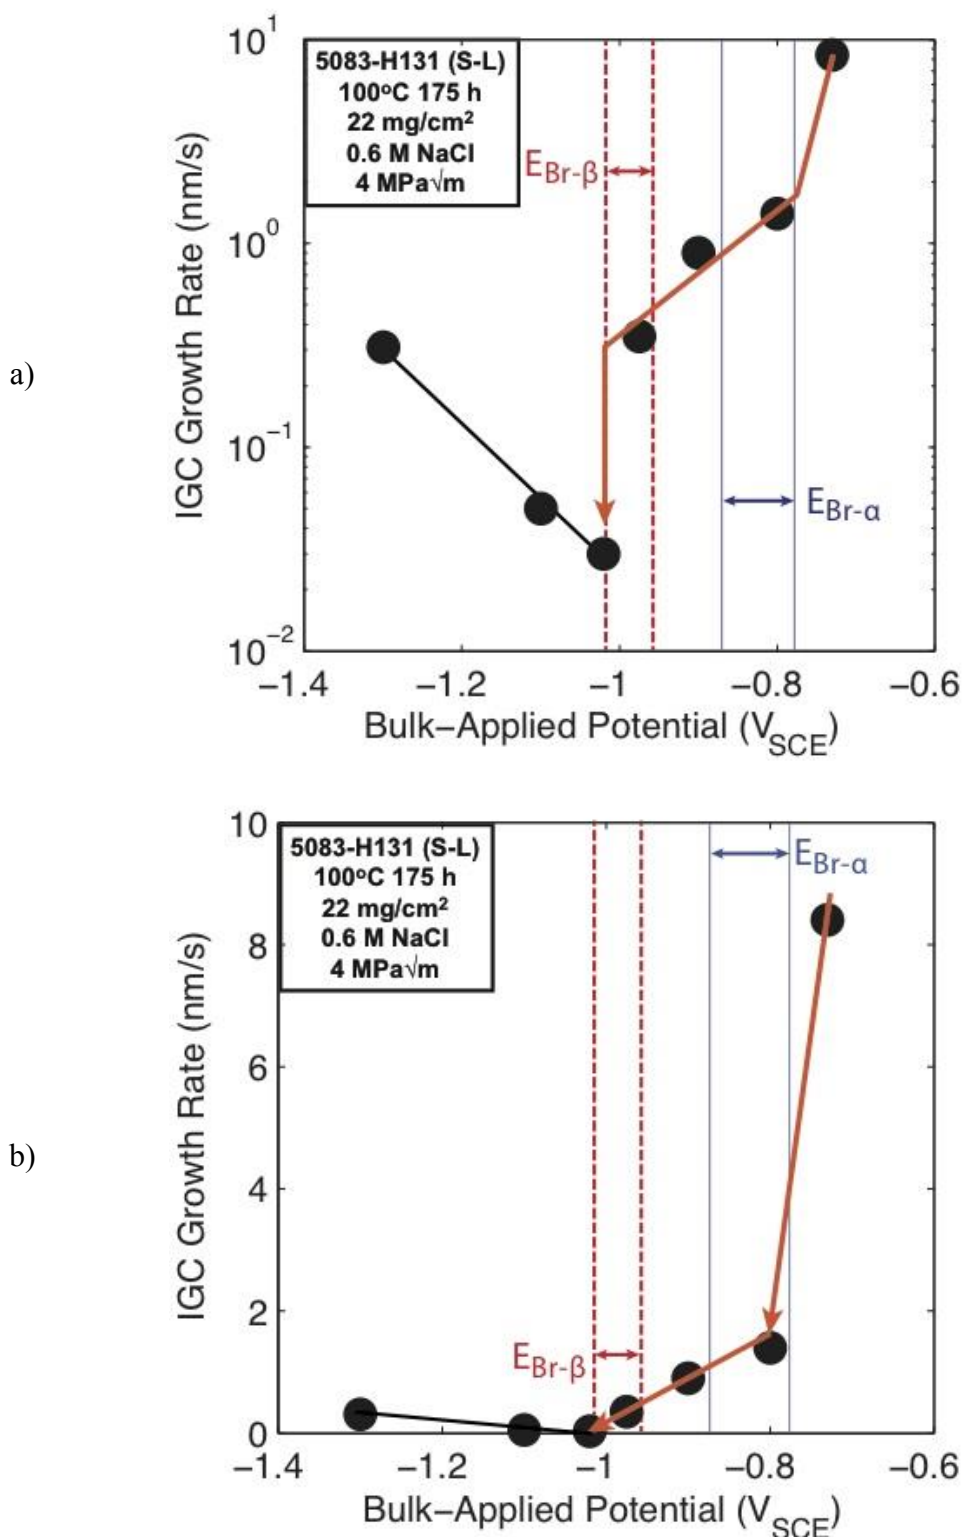 a)
10¹
10⁰
10⁻¹
10⁻²
IGC Growth Rate (nm/s)
5083-H131 (S-L)
100°C 175 h
22 mg/cm²
0.6 M NaCl
4 MPa√m
E_Br-β
E_Br-α
−1.4 −1.2 −1 −0.8 −0.6
Bulk−Applied Potential (V_SCE)
b)
10
8
6
4
2
0
IGC Growth Rate (nm/s)
5083-H131 (S-L)
100°C 175 h
22 mg/cm²
0.6 M NaCl
4 MPa√m
E_Br-α
E_Br-β
−1.4 −1.2 −1 −0.8 −0.6
Bulk−Applied Potential (V_SCE)